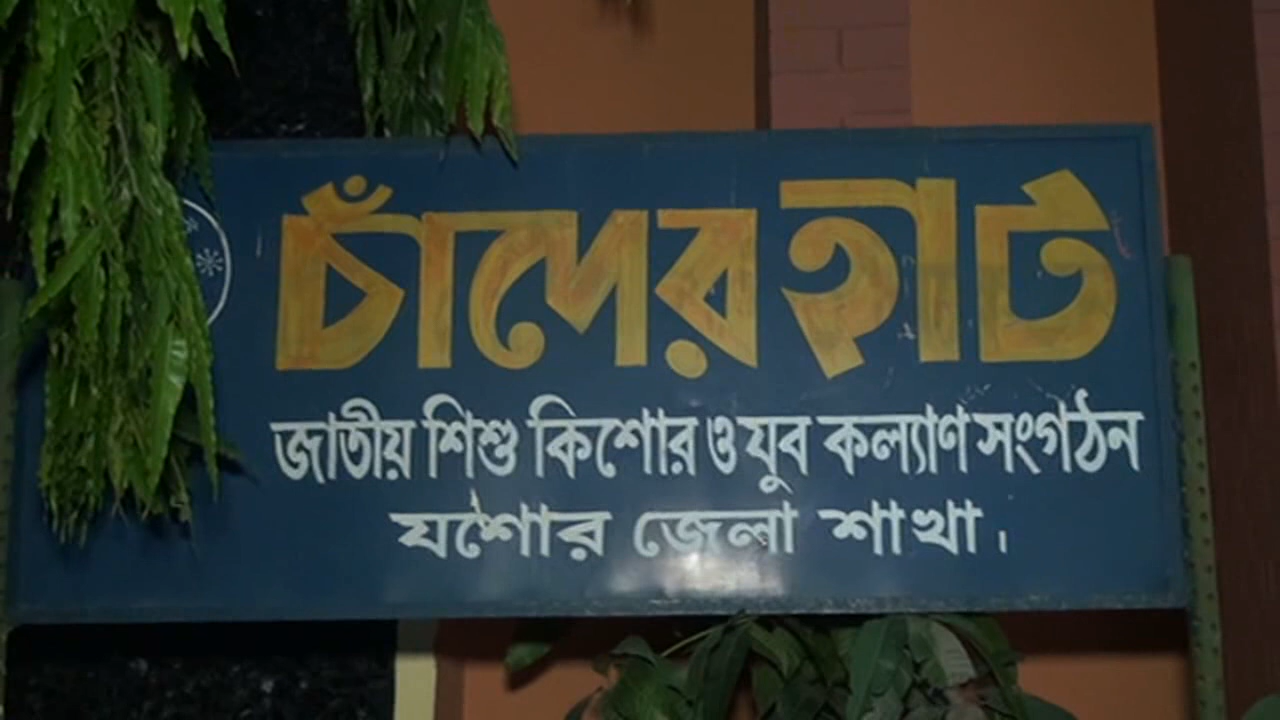 চাঁদের হাট
জাতীয় শিশু কিশোর ও যুব কল্যাণ সংগঠন
যশোর জেলা শাখা।